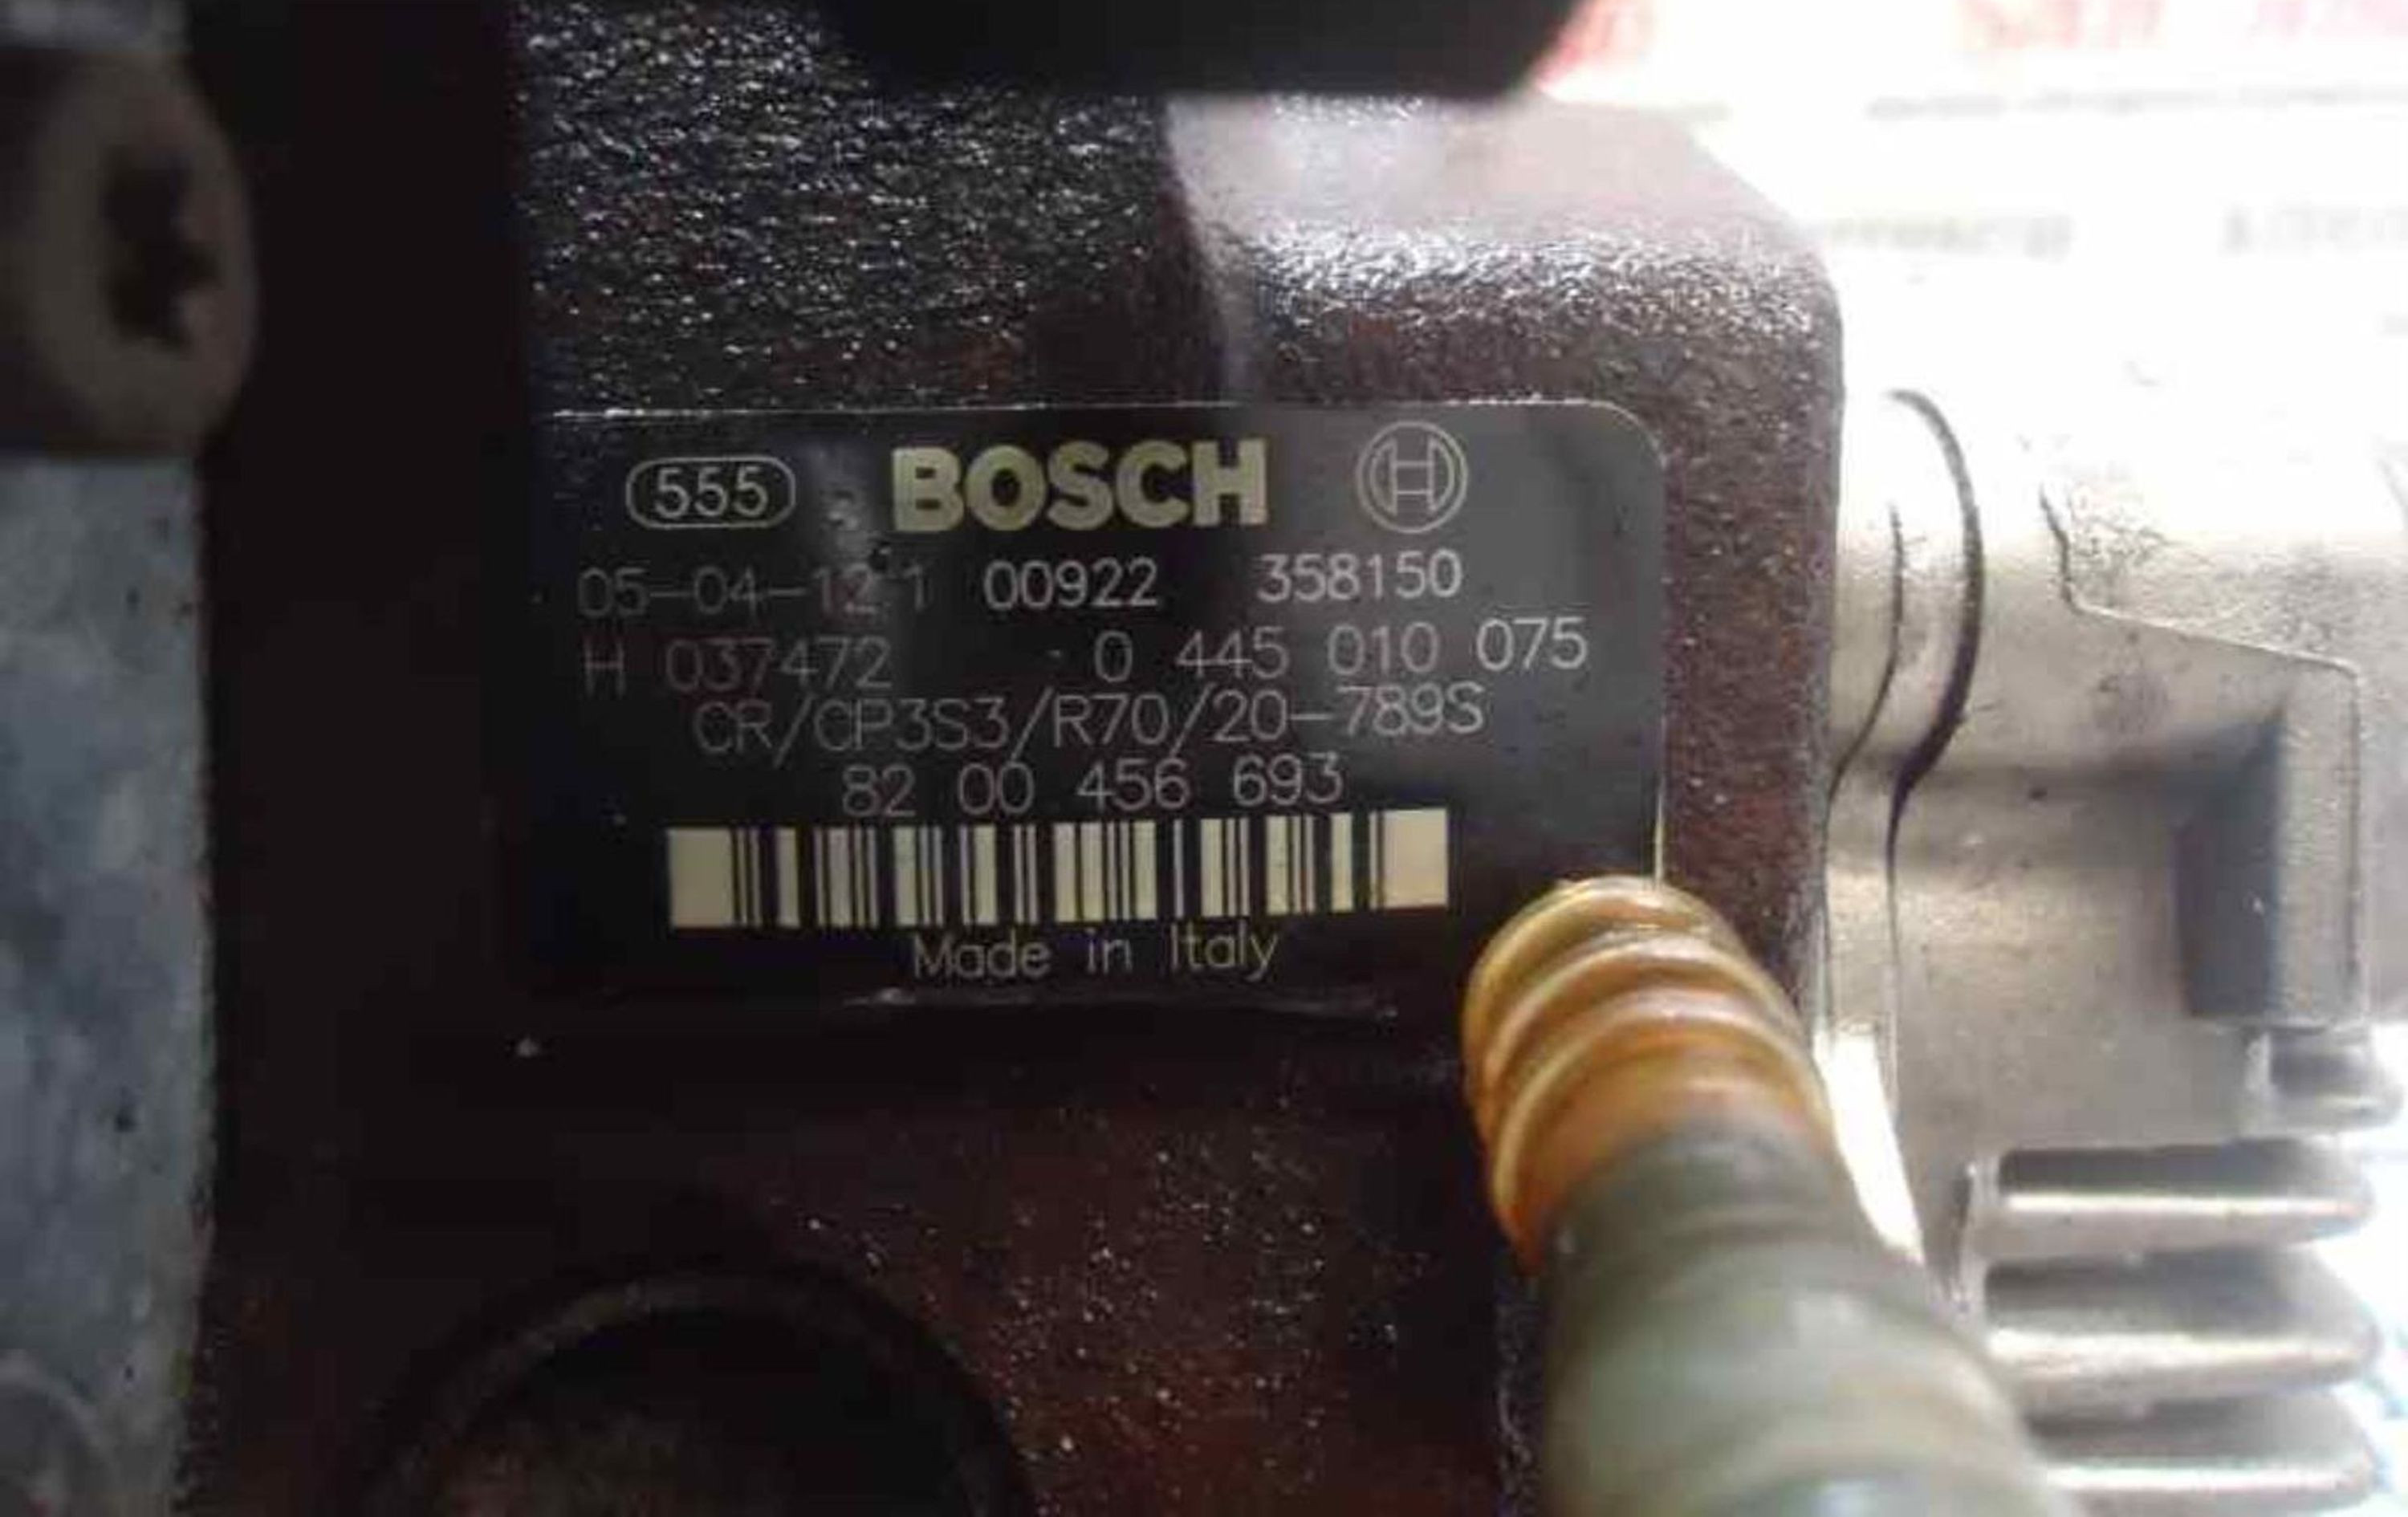 555 BOSCH
05-04-12 1 00922 358150
H 037472 0 445 010 075
CR/CP3S3/R70/20-789S
82 00 456 693
Made in Italy